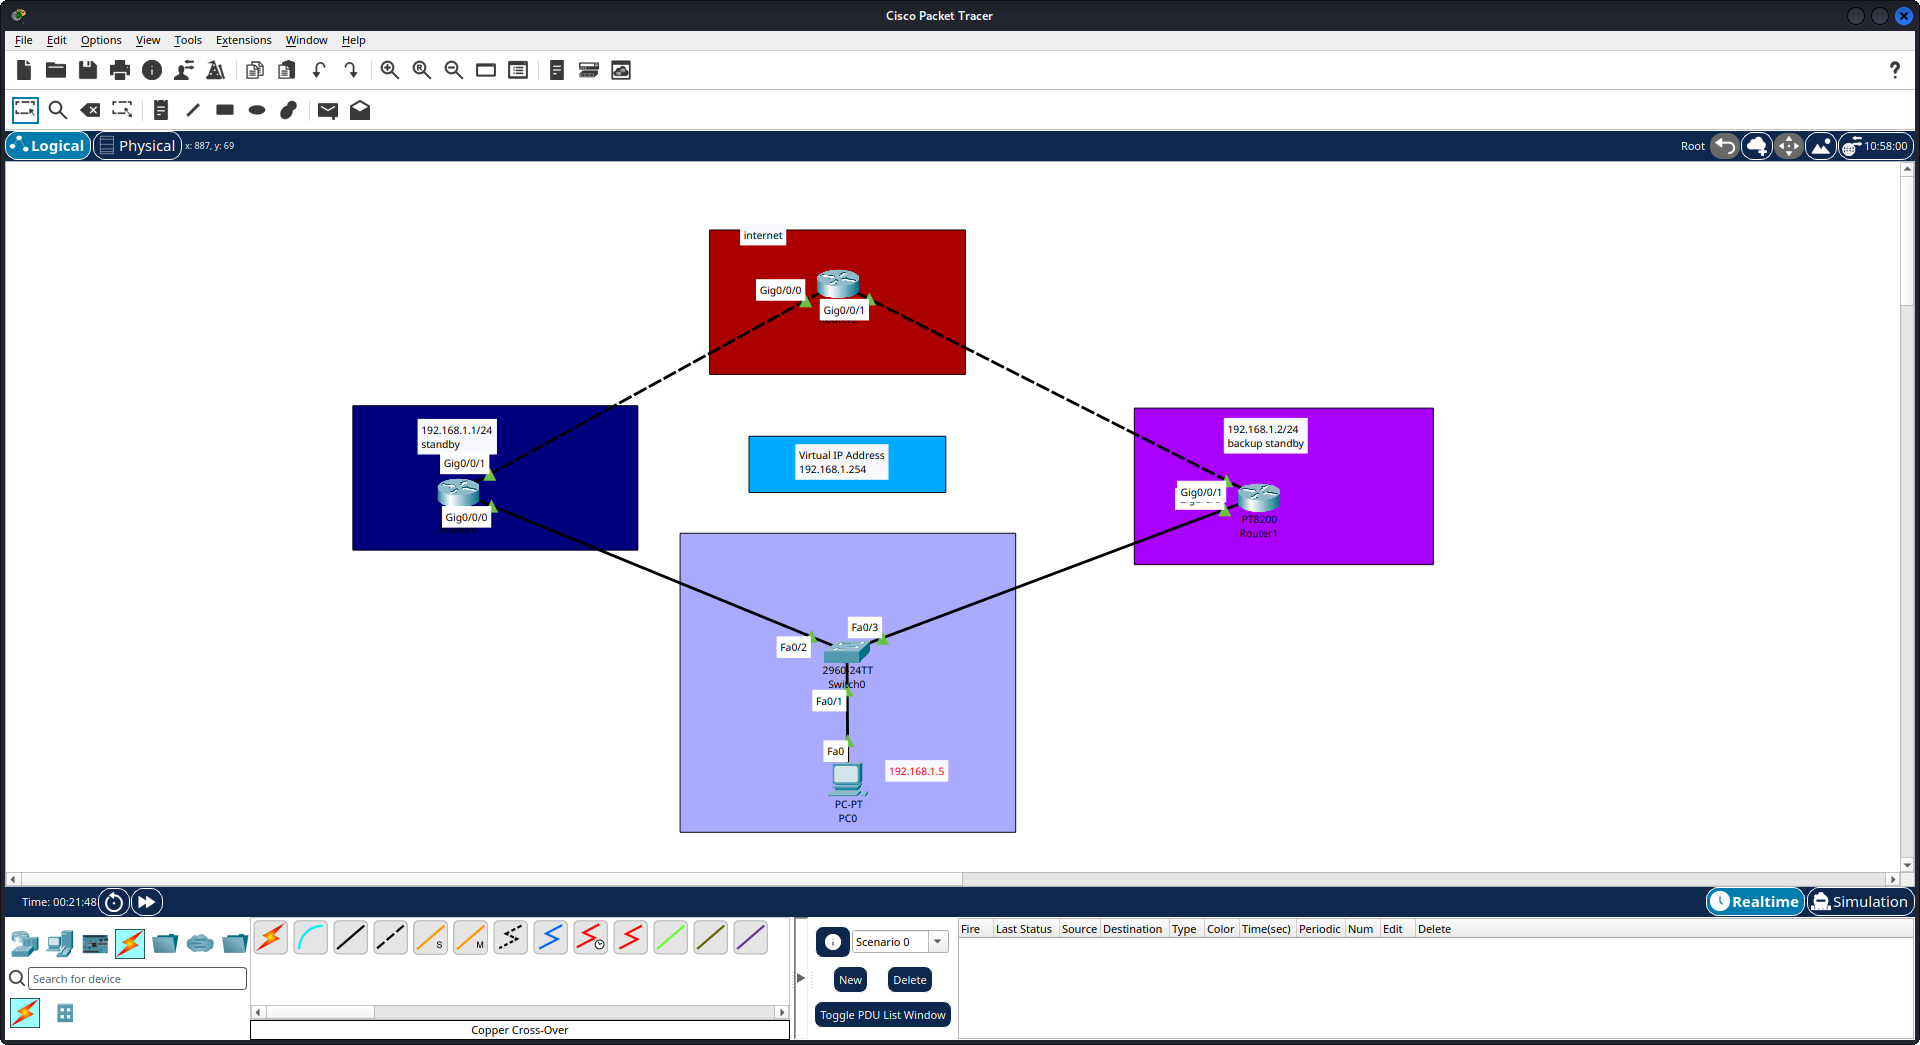 Cisco Packet Tracer
File Edit Options View Tools Extensions Window Help
?
Logical Physical x: 887, y: 69 Root 10:58:00
internet
Gig0/0/0
Gig0/0/1
192.168.1.1/24
standby
Gig0/0/1
Gig0/0/0
Virtual IP Address
192.168.1.254
192.168.1.2/24
backup standby
Gig0/0/1
PT8200
Router1
Fa0/3
Fa0/2
2960-24TT
Switch0
Fa0/1
Fa0
192.168.1.5
PC-PT
PC0
Time: 00:21:48 Realtime Simulation
S M
Search for device
Copper Cross-Over
Scenario 0
New Delete
Toggle PDU List Window
Fire Last Status Source Destination Type Color Time(sec) Periodic Num Edit Delete